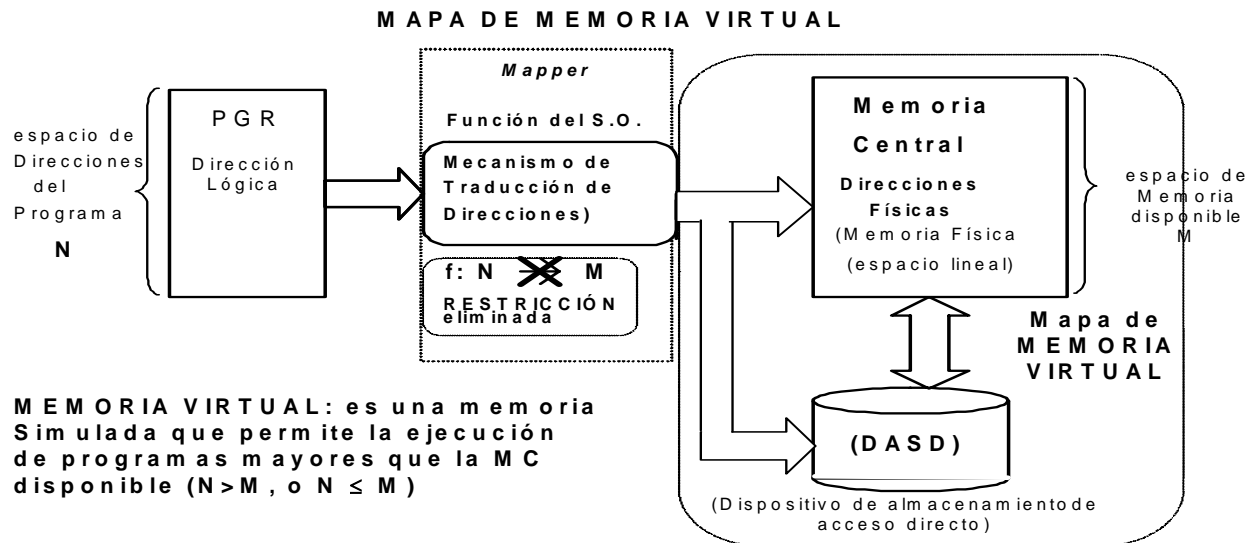 MAPA DE MEMORIA VIRTUAL
espacio de
Direcciones
del
Programa
N
PGR
Dirección
Lógica
Mapper
Función del S.O.
Mecanismo de
Traducción de
Direcciones)
f: N M
RESTRICCIÓN
eliminada
Memoria
Central
Direcciones
Físicas
(Memoria Física
(espacio lineal)
espacio de
Memoria
disponible
M
Mapa de
MEMORIA
VIRTUAL
(DASD)
(Dispositivo de almacenamiento de
acceso directo)
MEMORIA VIRTUAL: es una memoria
Simulada que permite la ejecución
de programas mayores que la MC
disponible (N>M, o N ≤ M)